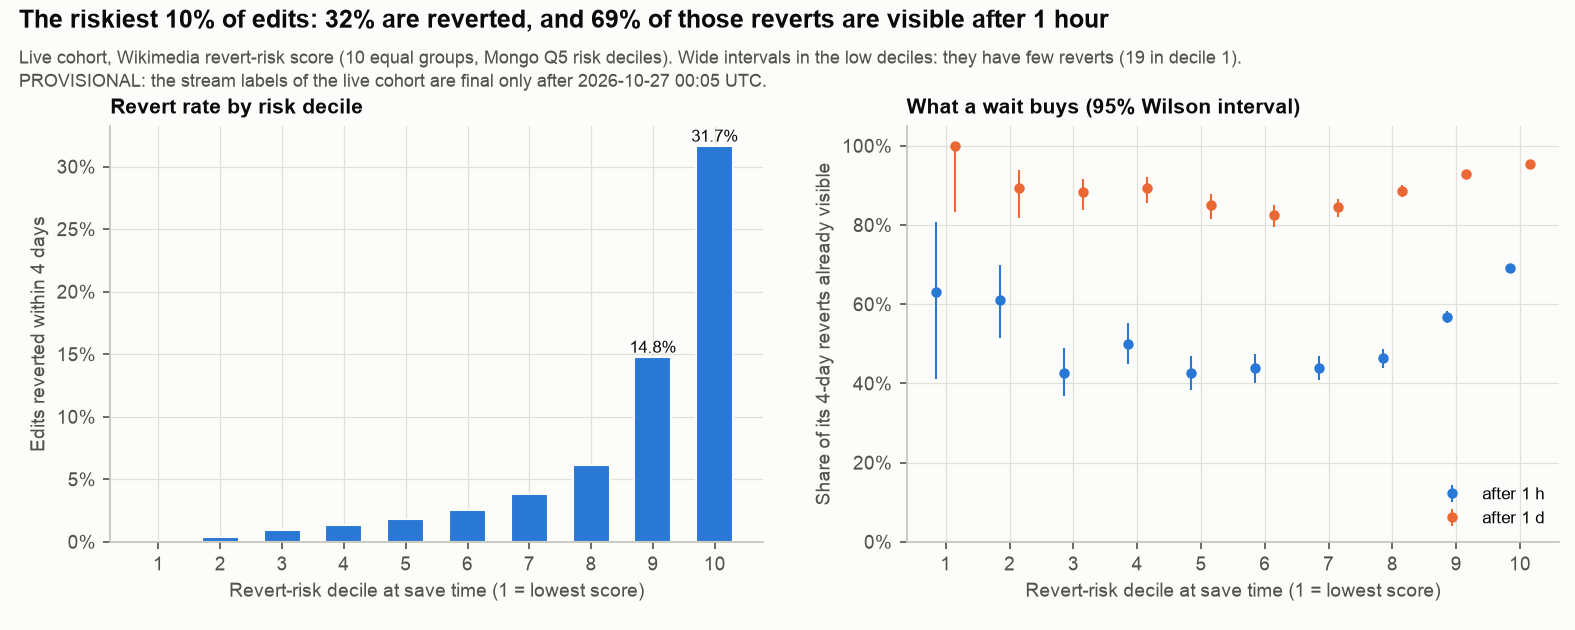 The riskiest 10% of edits: 32% are reverted, and 69% of those reverts are visible after 1 hour
Live cohort, Wikimedia revert-risk score (10 equal groups, Mongo Q5 risk deciles). Wide intervals in the low deciles: they have few reverts (19 in decile 1).
PROVISIONAL: the stream labels of the live cohort are final only after 2026-10-27 00:05 UTC.
Revert rate by risk decile
Edits reverted within 4 days
30%
25%
20%
15%
10%
5%
0%
14.8%
31.7%
1 2 3 4 5 6 7 8 9 10
Revert-risk decile at save time (1 = lowest score)
What a wait buys (95% Wilson interval)
Share of its 4-day reverts already visible
100%
80%
60%
40%
20%
0%
after 1 h
after 1 d
1 2 3 4 5 6 7 8 9 10
Revert-risk decile at save time (1 = lowest score)